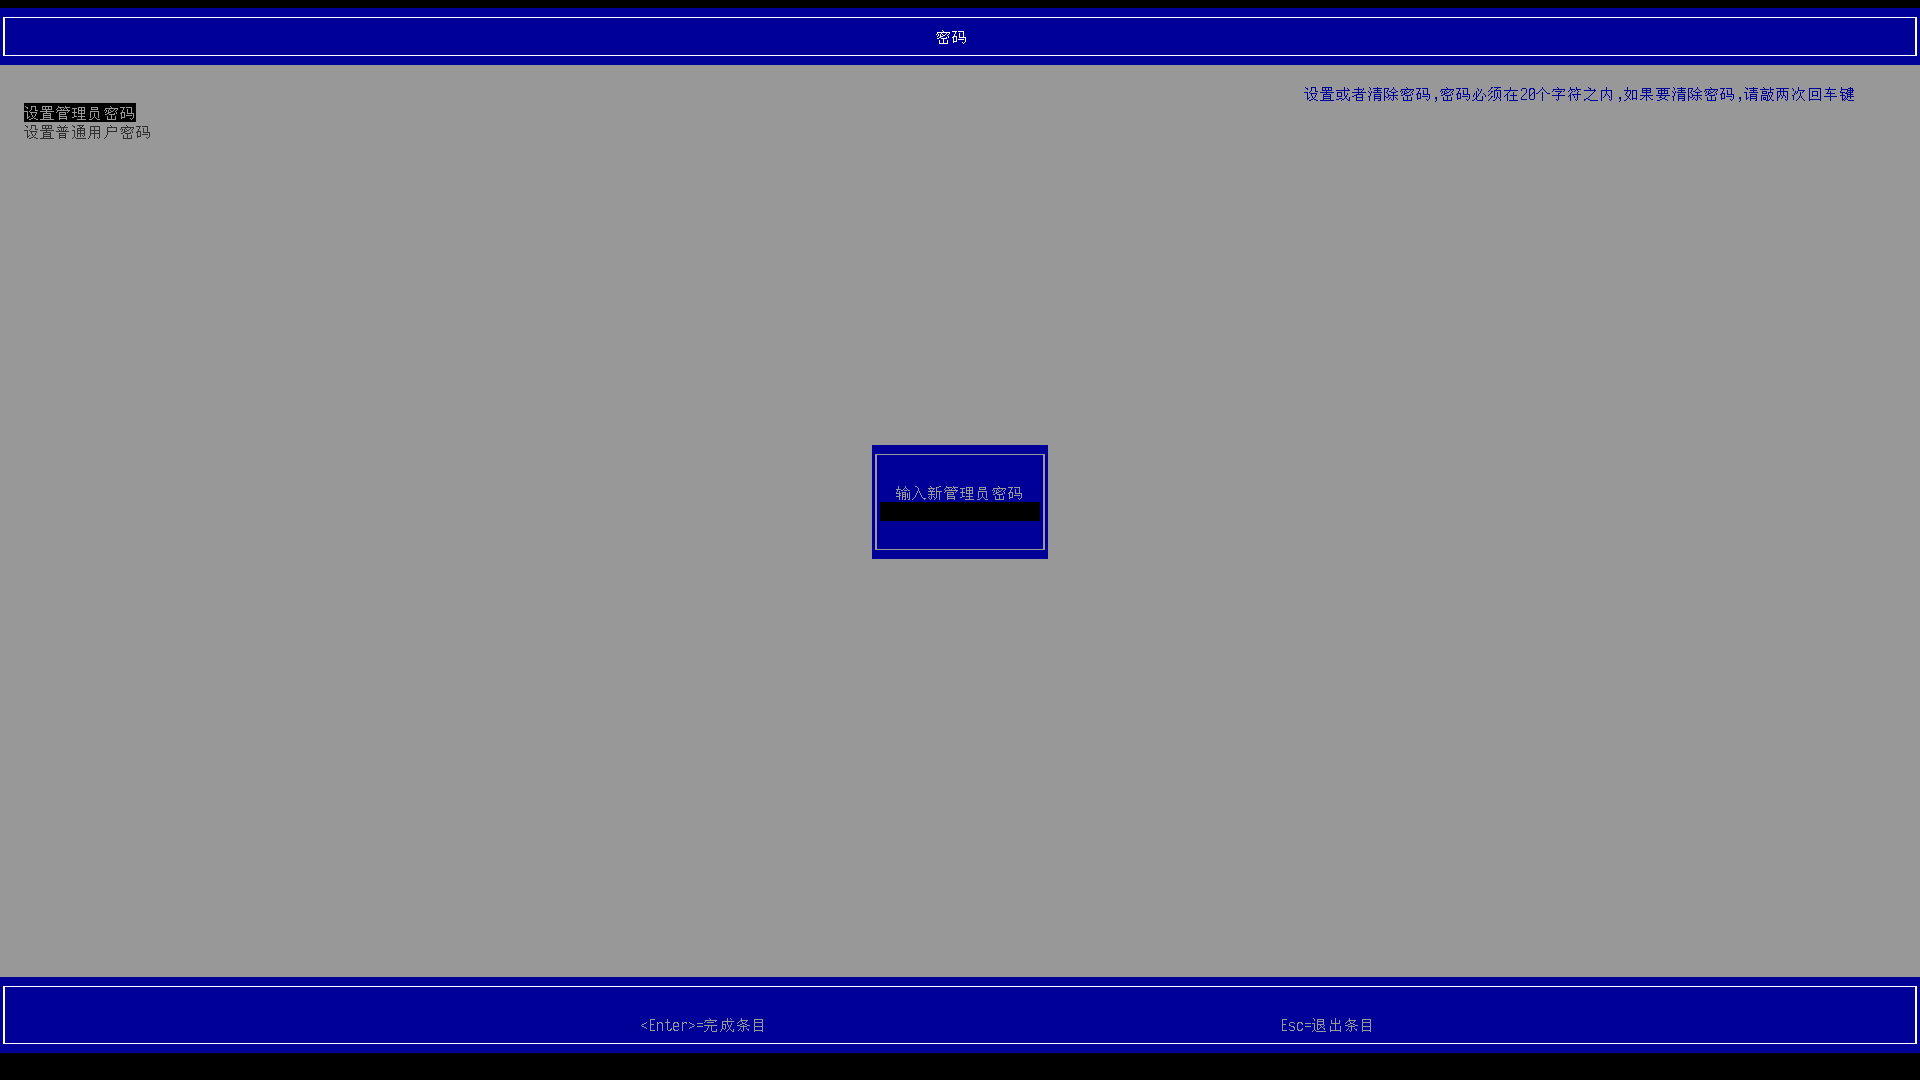 密码
设置或者清除密码,密码必须在20个字符之内,如果要清除密码,请敲两次回车键
设置管理员密码
设置普通用户密码
输入新管理员密码
<Enter>=完成条目
Esc=退出条目